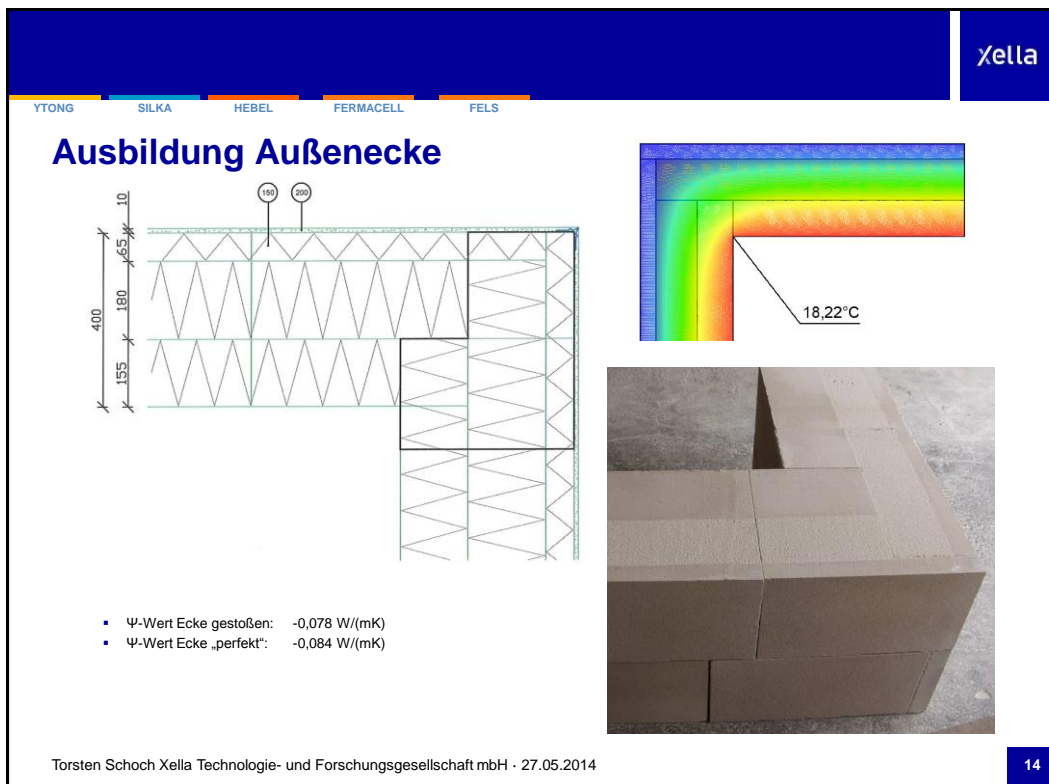 xella
YTONG SILKA HEBEL FERMACELL FELS
Ausbildung Außenecke
150 200
10
65
180
400
155
18,22°C
▪ Ψ-Wert Ecke gestoßen: -0,078 W/(mK)
▪ Ψ-Wert Ecke „perfekt“: -0,084 W/(mK)
Torsten Schoch Xella Technologie- und Forschungsgesellschaft mbH · 27.05.2014
14